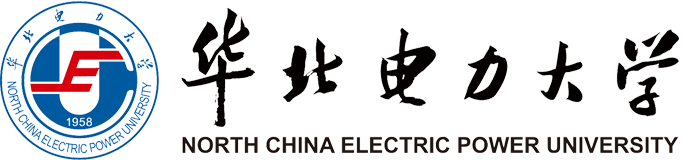 华北电力大学
NORTH CHINA ELECTRIC POWER UNIVERSITY
1958
华北电力大学
NORTH CHINA ELECTRIC POWER UNIVERSITY